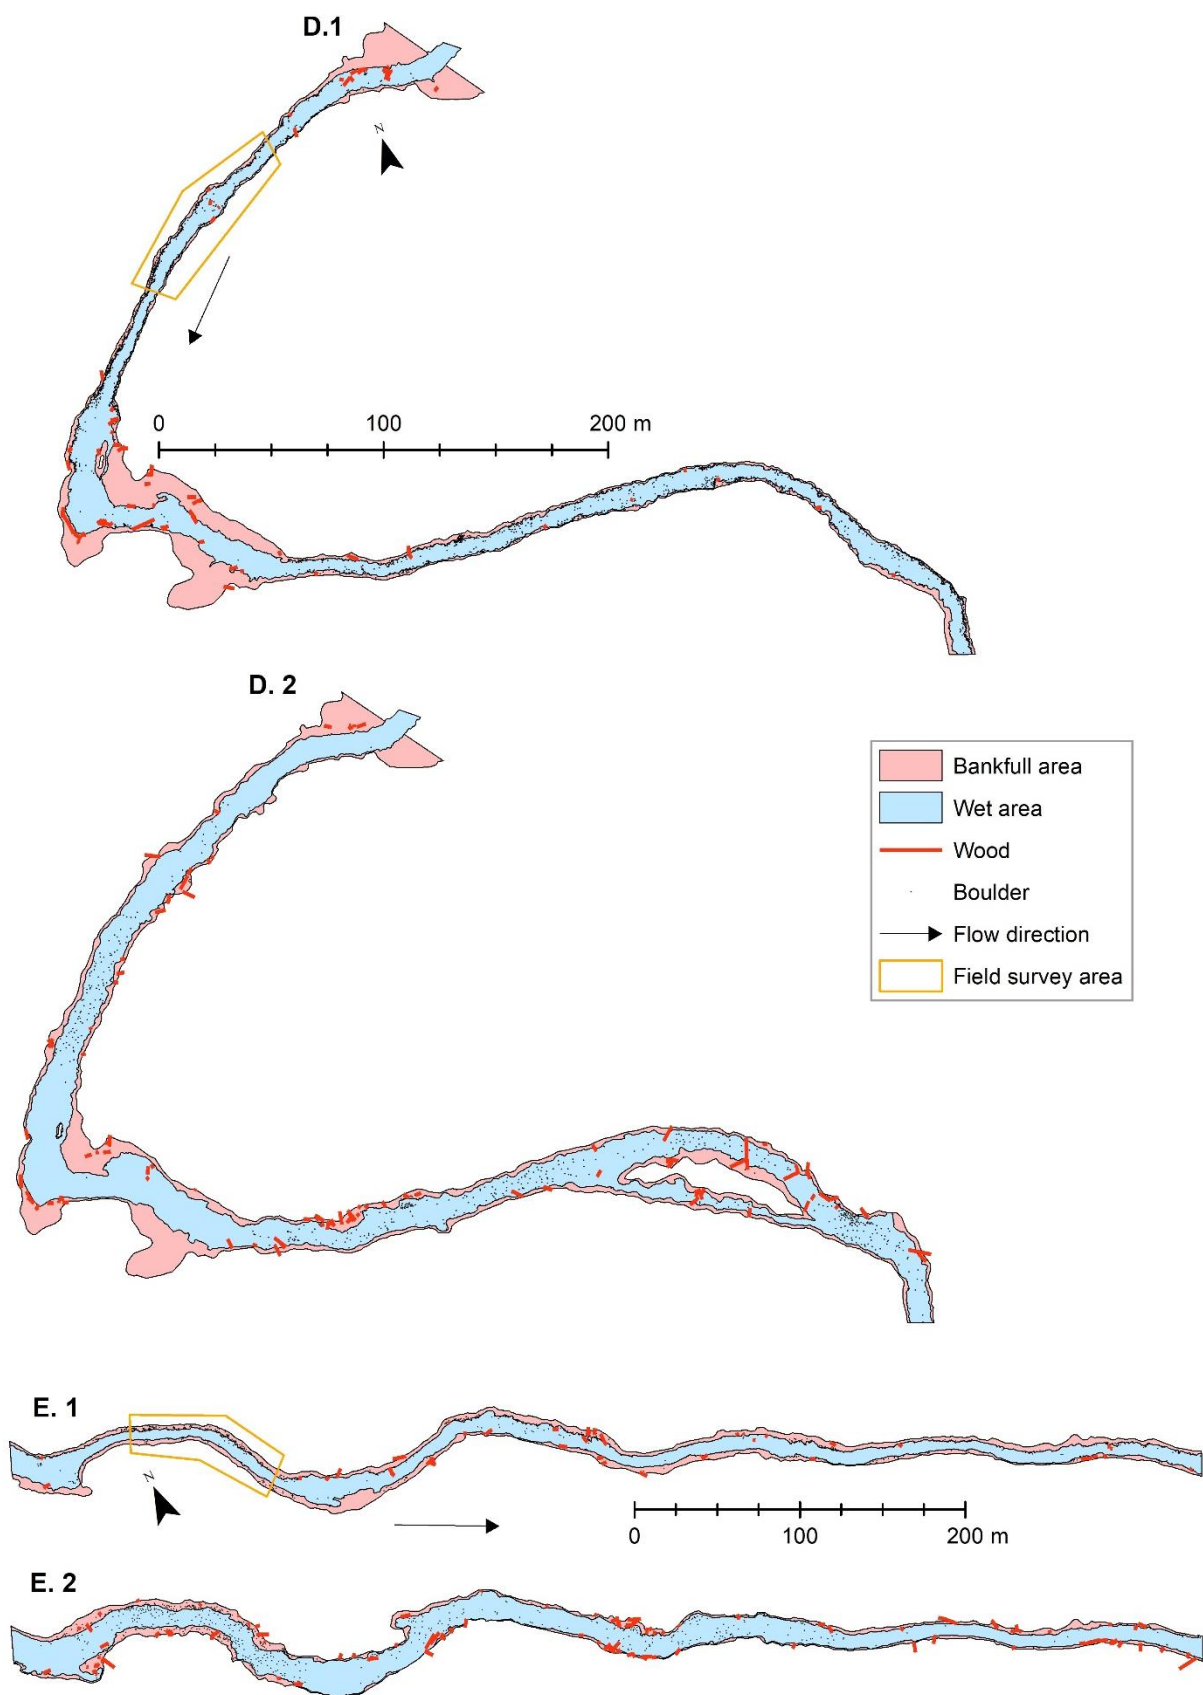 D.1
N
0 100 200 m
D. 2
Bankfull area
Wet area
Wood
Boulder
Flow direction
Field survey area
E. 1
N
0 100 200 m
E. 2